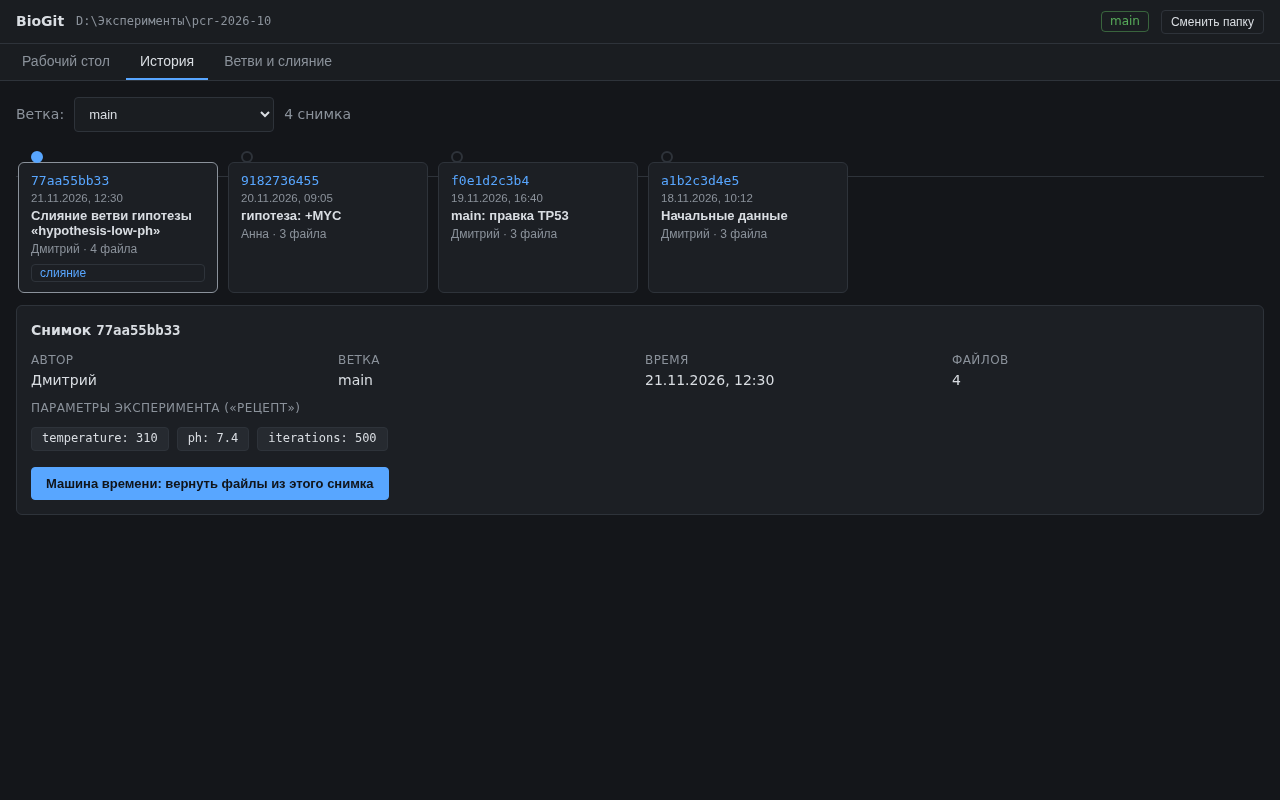 BioGit D:\Эксперименты\pcr-2026-10 main Сменить папку
Рабочий стол История Ветви и слияние
Ветка: main 4 снимка
77aa55bb33
21.11.2026, 12:30
Слияние ветви гипотезы
«hypothesis-low-ph»
Дмитрий · 4 файла
слияние
9182736455
20.11.2026, 09:05
гипотеза: +MYC
Анна · 3 файла
f0e1d2c3b4
19.11.2026, 16:40
main: правка TP53
Дмитрий · 3 файла
a1b2c3d4e5
18.11.2026, 10:12
Начальные данные
Дмитрий · 3 файла
Снимок 77aa55bb33
АВТОР ВЕТКА ВРЕМЯ ФАЙЛОВ
Дмитрий main 21.11.2026, 12:30 4
ПАРАМЕТРЫ ЭКСПЕРИМЕНТА («РЕЦЕПТ»)
temperature: 310 ph: 7.4 iterations: 500
Машина времени: вернуть файлы из этого снимка